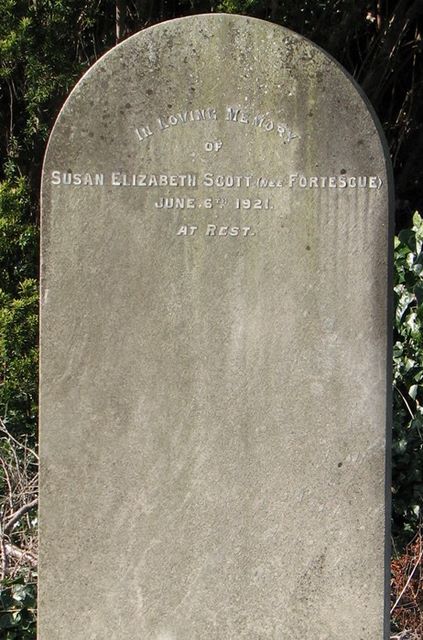 In Loving Memory
OF
Susan Elizabeth Scott (nee Fortescue)
JUNE. 6TH 1921.
At Rest.